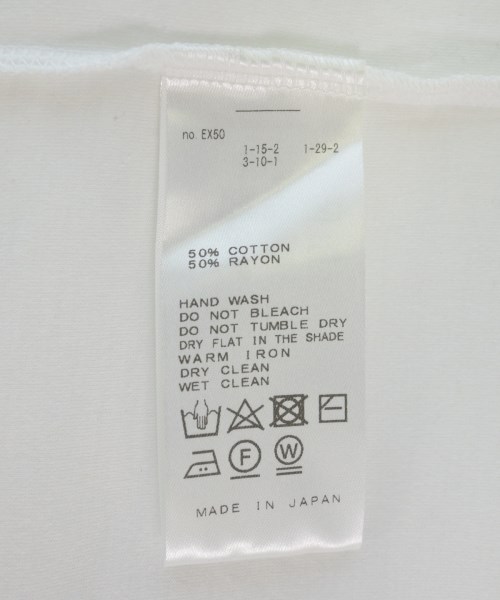 no. EX50
1-15-2 1-29-2
3-10-1
50% COTTON
50% RAYON
HAND WASH
DO NOT BLEACH
DO NOT TUMBLE DRY
DRY FLAT IN THE SHADE
WARM IRON
DRY CLEAN
WET CLEAN
F W
MADE IN JAPAN